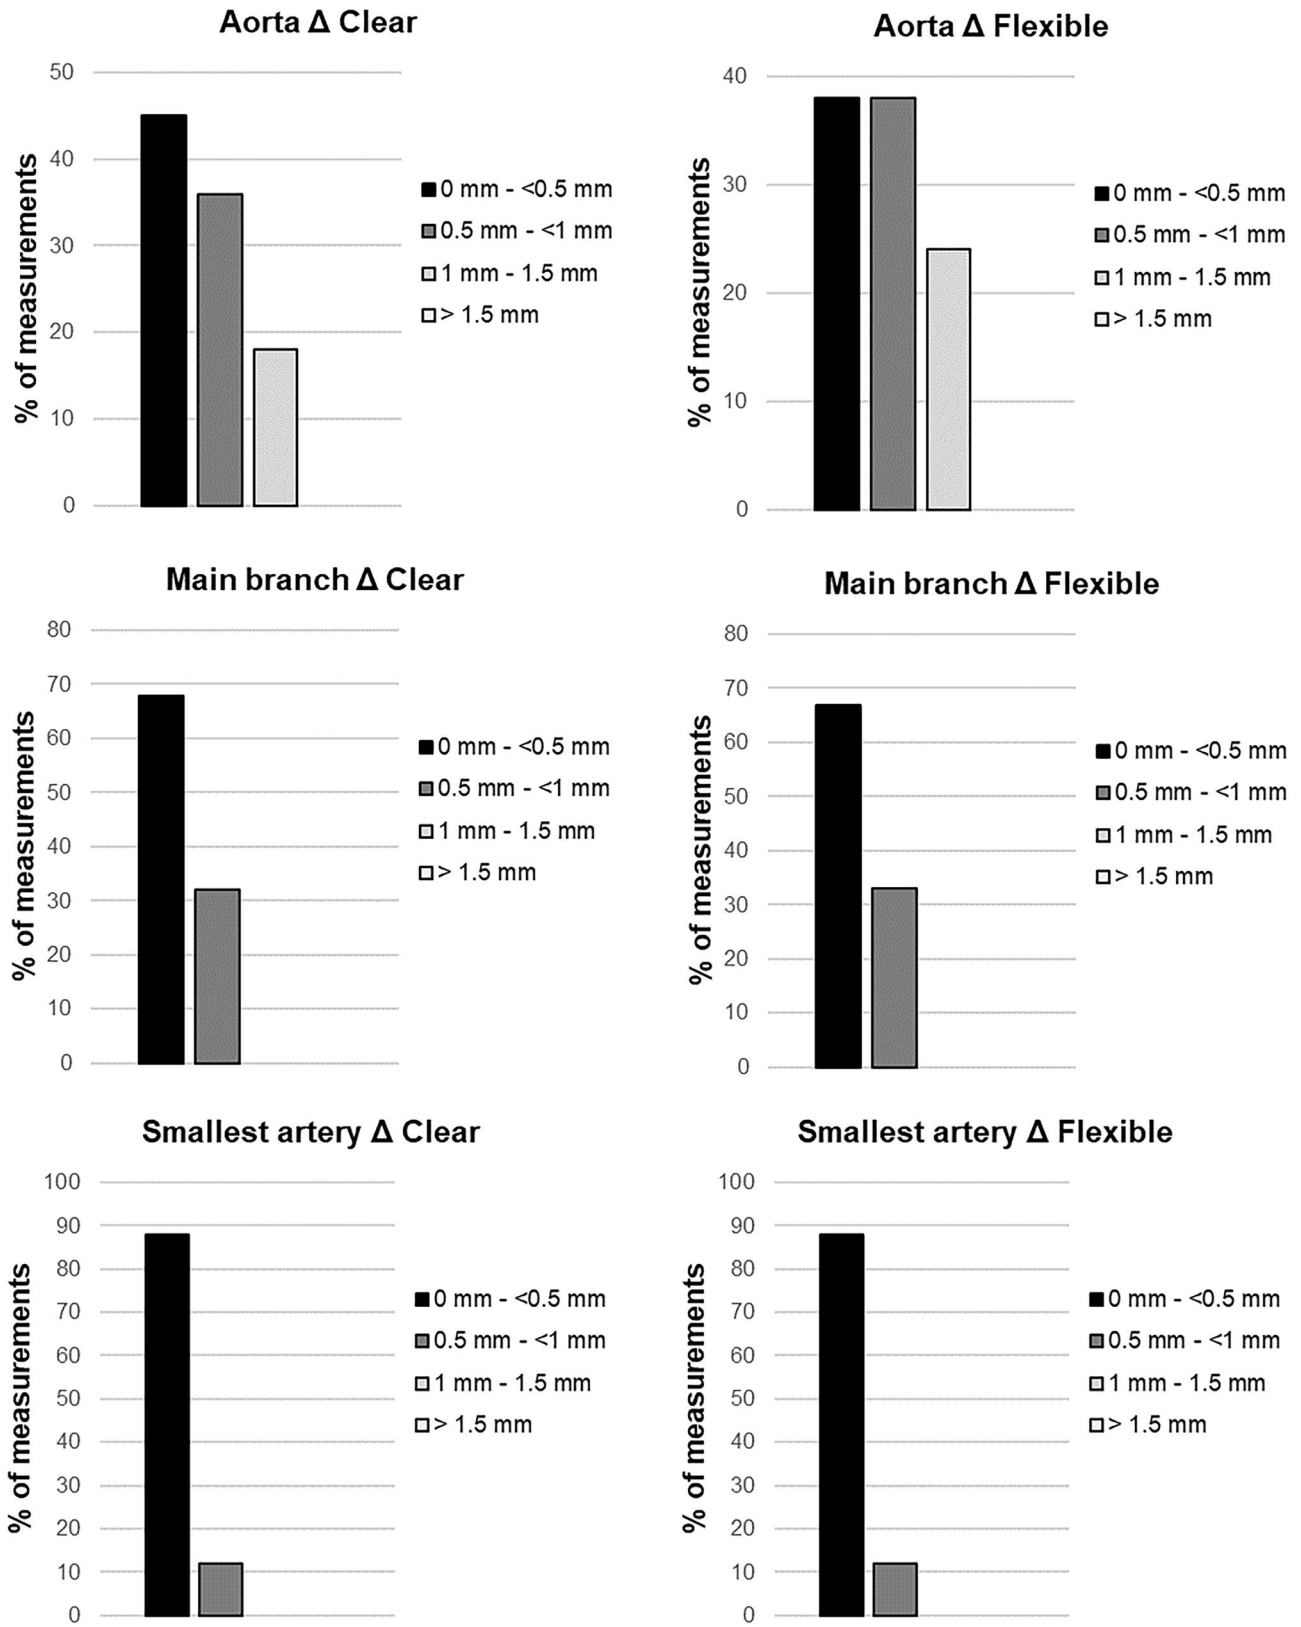 Aorta Δ Clear
50
40
30
20
10
0
% of measurements
0 mm - <0.5 mm
0.5 mm - <1 mm
1 mm - 1.5 mm
> 1.5 mm
Aorta Δ Flexible
40
30
20
10
0
% of measurements
0 mm - <0.5 mm
0.5 mm - <1 mm
1 mm - 1.5 mm
> 1.5 mm
Main branch Δ Clear
80
70
60
50
40
30
20
10
0
% of measurements
0 mm - <0.5 mm
0.5 mm - <1 mm
1 mm - 1.5 mm
> 1.5 mm
Main branch Δ Flexible
80
70
60
50
40
30
20
10
0
% of measurements
0 mm - <0.5 mm
0.5 mm - <1 mm
1 mm - 1.5 mm
> 1.5 mm
Smallest artery Δ Clear
100
90
80
70
60
50
40
30
20
10
0
% of measurements
0 mm - <0.5 mm
0.5 mm - <1 mm
1 mm - 1.5 mm
> 1.5 mm
Smallest artery Δ Flexible
100
90
80
70
60
50
40
30
20
10
0
% of measurements
0 mm - <0.5 mm
0.5 mm - <1 mm
1 mm - 1.5 mm
> 1.5 mm